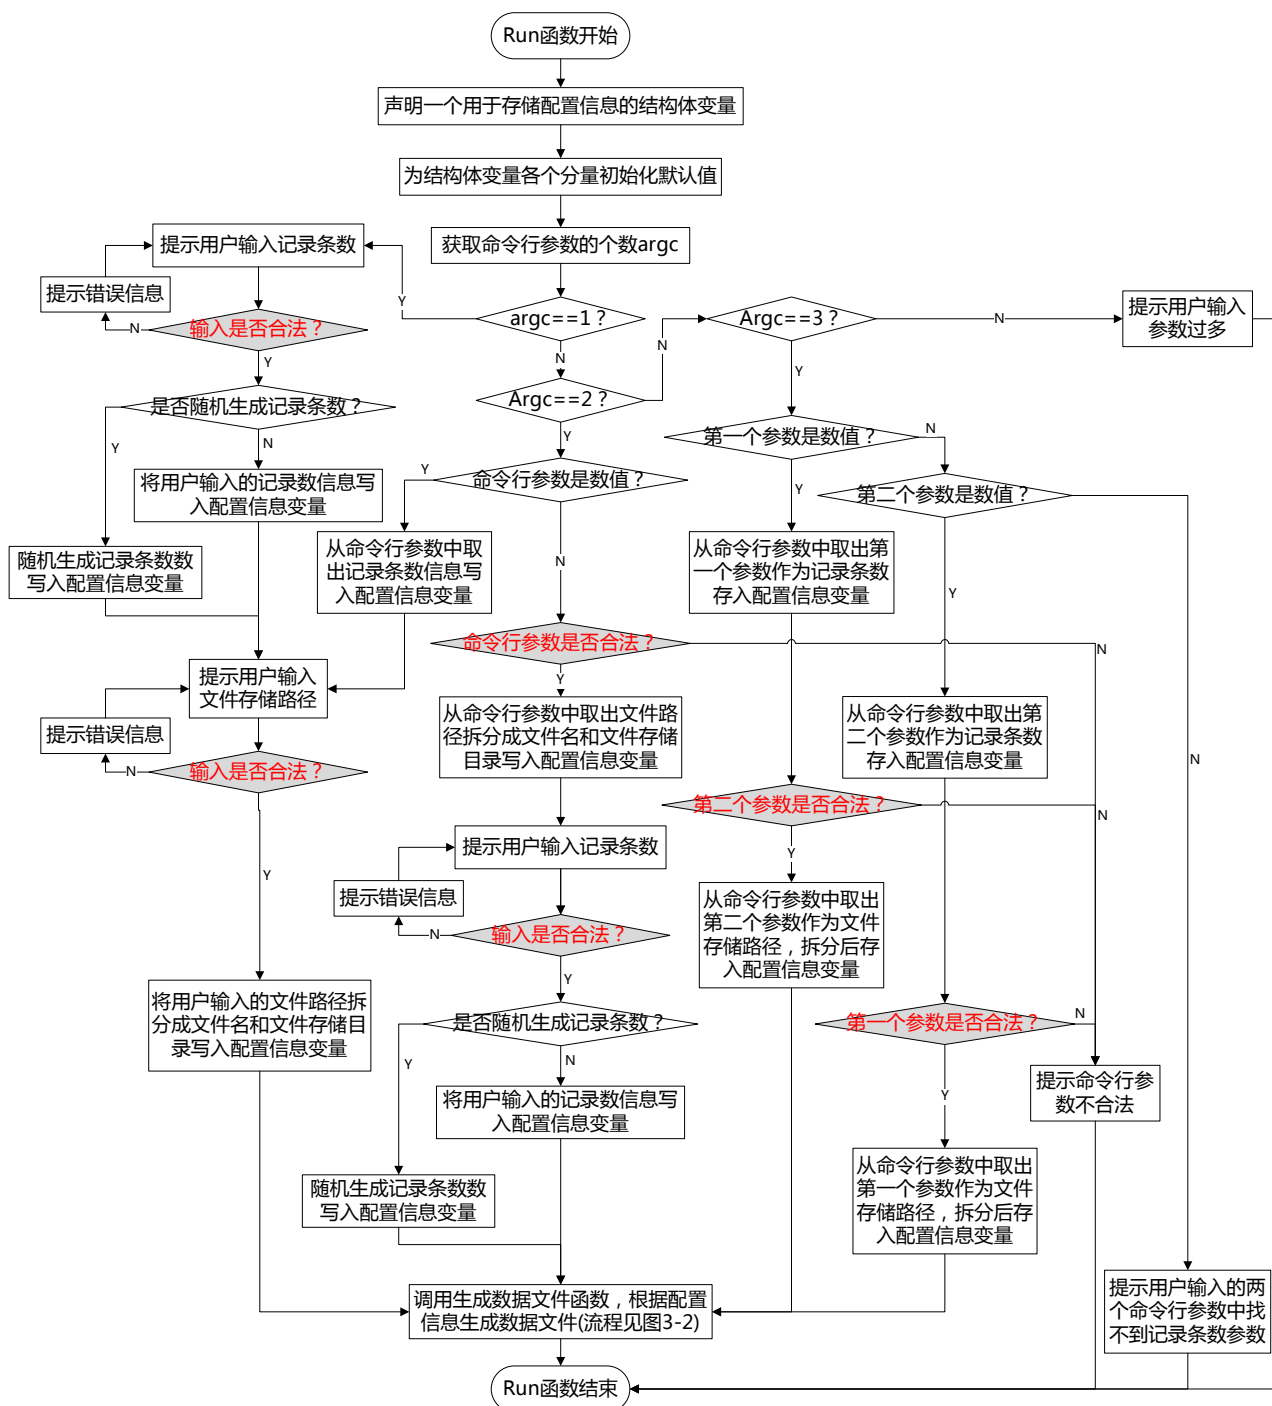 Run函数开始
声明一个用于存储配置信息的结构体变量
为结构体变量各个分量初始化默认值
获取命令行参数的个数argc
提示用户输入记录条数
提示错误信息
N
输入是否合法？
Y
argc==1？
Y
N
Argc==2？
N
Y
Argc==3？
N
Y
提示用户输入
参数过多
是否随机生成记录条数？
Y
N
将用户输入的记录数信息写
入配置信息变量
随机生成记录条数数
写入配置信息变量
命令行参数是数值？
Y
N
从命令行参数中取
出记录条数信息写
入配置信息变量
第一个参数是数值？
N
Y
第二个参数是数值？
Y
N
从命令行参数中取出第
一个参数作为记录条数
存入配置信息变量
命令行参数是否合法？
N
Y
提示用户输入
文件存储路径
提示错误信息
N
输入是否合法？
Y
从命令行参数中取出文件路
径拆分成文件名和文件存储
目录写入配置信息变量
从命令行参数中取出第
二个参数作为记录条数
存入配置信息变量
第二个参数是否合法？
N
Y
提示用户输入记录条数
提示错误信息
N
输入是否合法？
Y
从命令行参数中取出
第二个参数作为文件
存储路径，拆分后存
入配置信息变量
将用户输入的文件路径拆
分成文件名和文件存储目
录写入配置信息变量
是否随机生成记录条数？
Y
N
第一个参数是否合法？
N
Y
提示命令行参
数不合法
将用户输入的记录数信息写
入配置信息变量
随机生成记录条数数
写入配置信息变量
从命令行参数中取出
第一个参数作为文件
存储路径，拆分后存
入配置信息变量
调用生成数据文件函数，根据配置
信息生成数据文件(流程见图3-2)
提示用户输入的两
个命令行参数中找
不到记录条数参数
Run函数结束